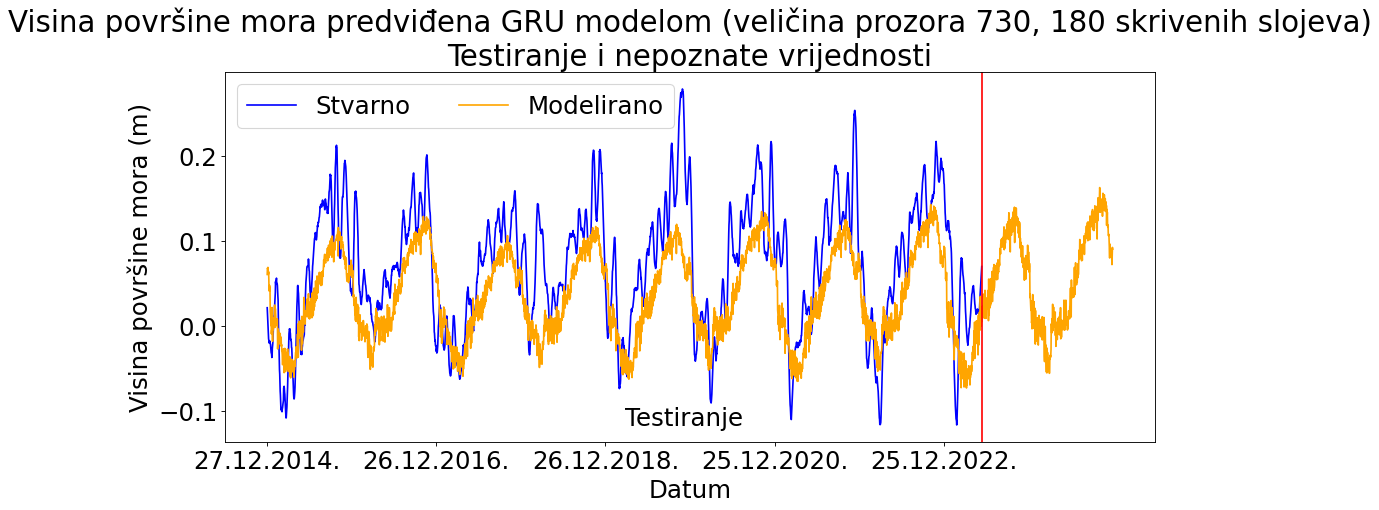 Visina površine mora predviđena GRU modelom (veličina prozora 730, 180 skrivenih slojeva)
Testiranje i nepoznate vrijednosti
Stvarno Modelirano
Visina površine mora (m)
0.2
0.1
0.0
−0.1
Testiranje
27.12.2014. 26.12.2016. 26.12.2018. 25.12.2020. 25.12.2022.
Datum